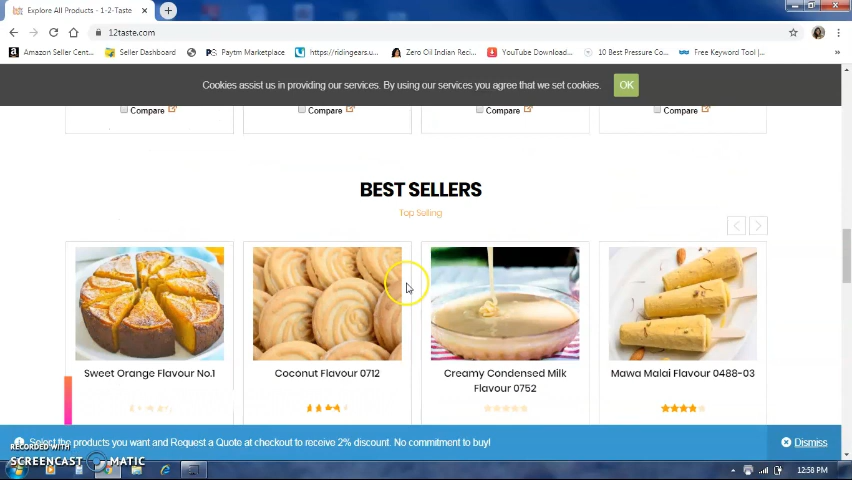 Explore All Products - 1-2-Taste
12taste.com
Amazon Seller Cent...
Seller Dashboard
Paytm Marketplace
https://ridingears.u...
Zero Oil Indian Reci...
YouTube Download...
10 Best Pressure Co...
Free Keyword Tool |...
Cookies assist us in providing our services. By using our services you agree that we set cookies.
OK
Compare
Compare
Compare
Compare
BEST SELLERS
Top Selling
Sweet Orange Flavour No.1
Coconut Flavour 0712
Creamy Condensed Milk
Flavour 0752
Mawa Malai Flavour 0488-03
Select the products you want and Request a Quote at checkout to receive 2% discount. No commitment to buy!
Dismiss
RECORDED WITH
SCREENCAST MATIC
12:58 PM